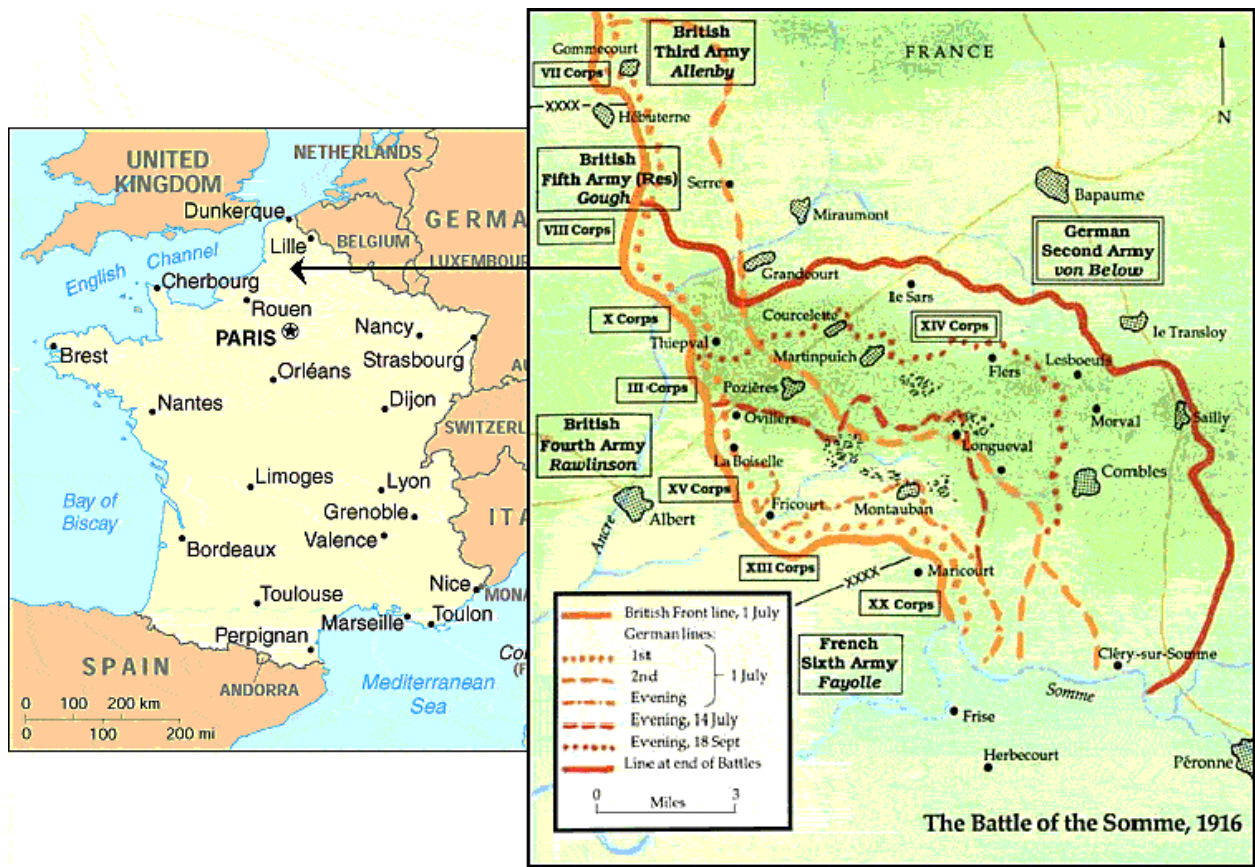 UNITED
KINGDOM
NETHERLANDS
Dunkerque
GERMA
Lille
BELGIUM
LUXEMBOUR
English Channel
Cherbourg
Rouen
PARIS
Nancy
Strasbourg
AU
Brest
Orléans
Nantes
Dijon
SWITZERL
Limoges
Lyon
Bay of
Biscay
Grenoble
ITA
Bordeaux
Valence
Nice
MONA
Toulouse
Marseille
Toulon
Perpignan
Co
(F
SPAIN
ANDORRA
Mediterranean
Sea
0 100 200 km
0 100 200 mi
British
Third Army
Allenby
FRANCE
Gommecourt
VII Corps
XXXX
Hébuterne
N
British
Fifth Army (Res)
Gough
Serre
Bapaume
Miraumont
VIII Corps
German
Second Army
von Below
Grandcourt
lle Sars
X Corps
Courcelette
XIV Corps
le Transloy
Thiepval
Martinpuich
Flers
Lesboeufs
III Corps
Pozières
Ovillers
Morval
Sailly
British
Fourth Army
Rawlinson
La Boiselle
Longueval
Combles
XV Corps
Montauban
Fricourt
Albert
Ancre
XIII Corps
XXXX
Maricourt
XX Corps
British Front line, 1 July
German lines:
1st
2nd
Evening
1 July
Evening, 14 July
Evening, 18 Sept
Line at end of Battles
0 3
Miles
French
Sixth Army
Fayolle
Cléry-sur-Somme
Somme
Frise
Herbecourt
Péronne
The Battle of the Somme, 1916